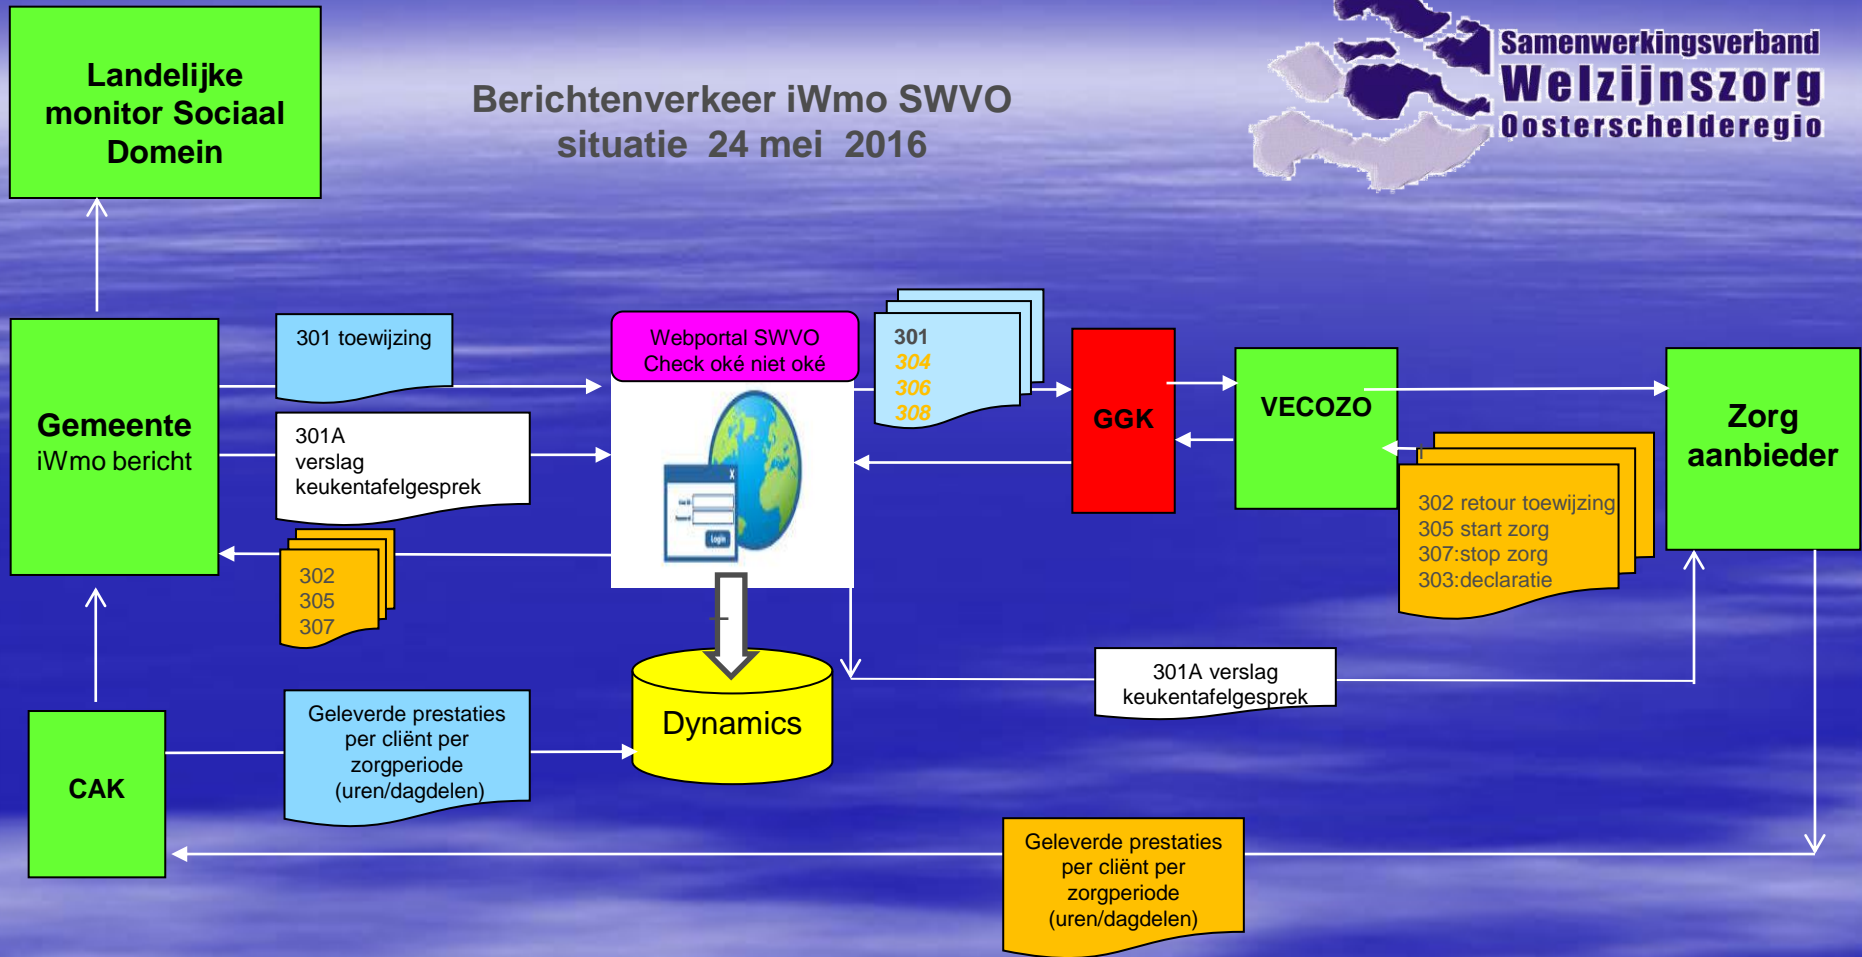 Landelijke
monitor Sociaal
Domein
Berichtenverkeer iWmo SWVO
situatie 24 mei 2016
Samenwerkingsverband
Welzijnszorg
Oosterschelderegio
Gemeente
iWmo bericht
301 toewijzing
301A
verslag
keukentafelgesprek
302
305
307
Webportal SWVO
Check oké niet oké
X
Login
301
304
306
308
GGK
VECOZO
Zorg
aanbieder
302 retour toewijzing
305 start zorg
307:stop zorg
303:declaratie
301A verslag
keukentafelgesprek
Dynamics
CAK
Geleverde prestaties
per cliënt per
zorgperiode
(uren/dagdelen)
Geleverde prestaties
per cliënt per
zorgperiode
(uren/dagdelen)